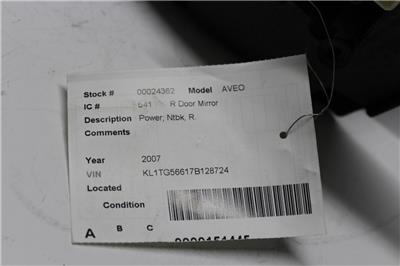 Stock # 00024362 Model AVEO
IC # 641 R Door Mirror
Description Power; Ntbk, R.
Comments
Year 2007
VIN KL1TG56617B128724
Located
Condition
A B C